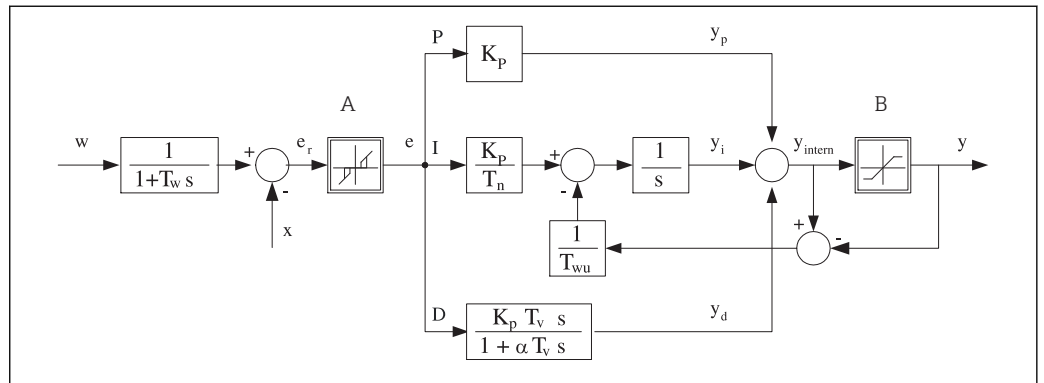 P
K_P
y_p
A
B
w
1
1+T_w s
+
-
x
e_r
e
I
K_P
T_n
+
-
1
s
y_i
y_intern
y
1
T_wu
+
-
D
K_p T_v s
1 + α T_v s
y_d